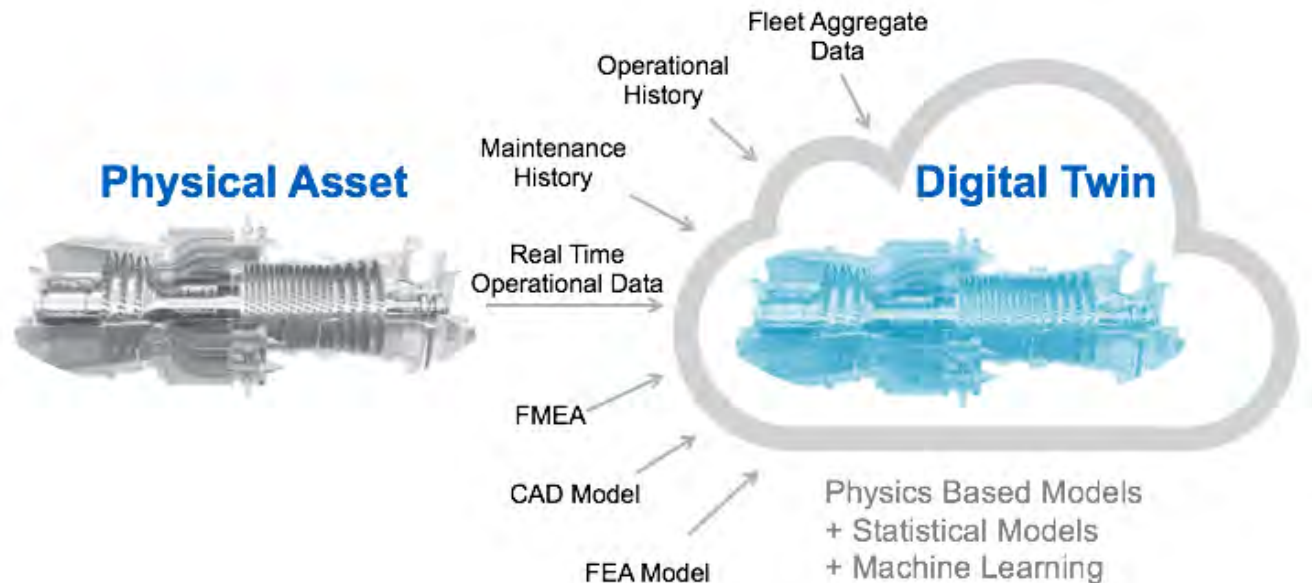 Fleet Aggregate
Data
Operational
History
Maintenance
History
Physical Asset
Digital Twin
Real Time
Operational Data
FMEA
CAD Model
FEA Model
Physics Based Models
+ Statistical Models
+ Machine Learning